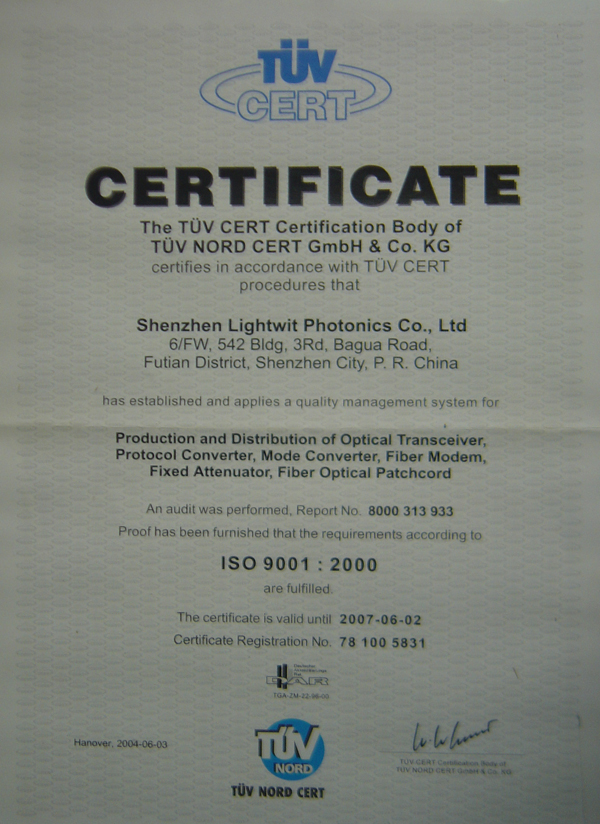 TÜV
CERT
CERTIFICATE
The TÜV CERT Certification Body of
TÜV NORD CERT GmbH & Co. KG
certifies in accordance with TÜV CERT
procedures that
Shenzhen Lightwit Photonics Co., Ltd
6/FW, 542 Bldg, 3Rd, Bagua Road,
Futian District, Shenzhen City, P. R. China
has established and applies a quality management system for
Production and Distribution of Optical Transceiver,
Protocol Converter, Mode Converter, Fiber Modem,
Fixed Attenuator, Fiber Optical Patchcord
An audit was performed, Report No. 8000 313 933
Proof has been furnished that the requirements according to
ISO 9001 : 2000
are fulfilled.
The certificate is valid until 2007-06-02
Certificate Registration No. 78 100 5831
DAR
TGA-ZM-22-96-00
Hanover, 2004-06-03
TÜV
NORD
TÜV NORD CERT
TÜV CERT Certification Body of
TÜV NORD CERT GmbH & Co. KG